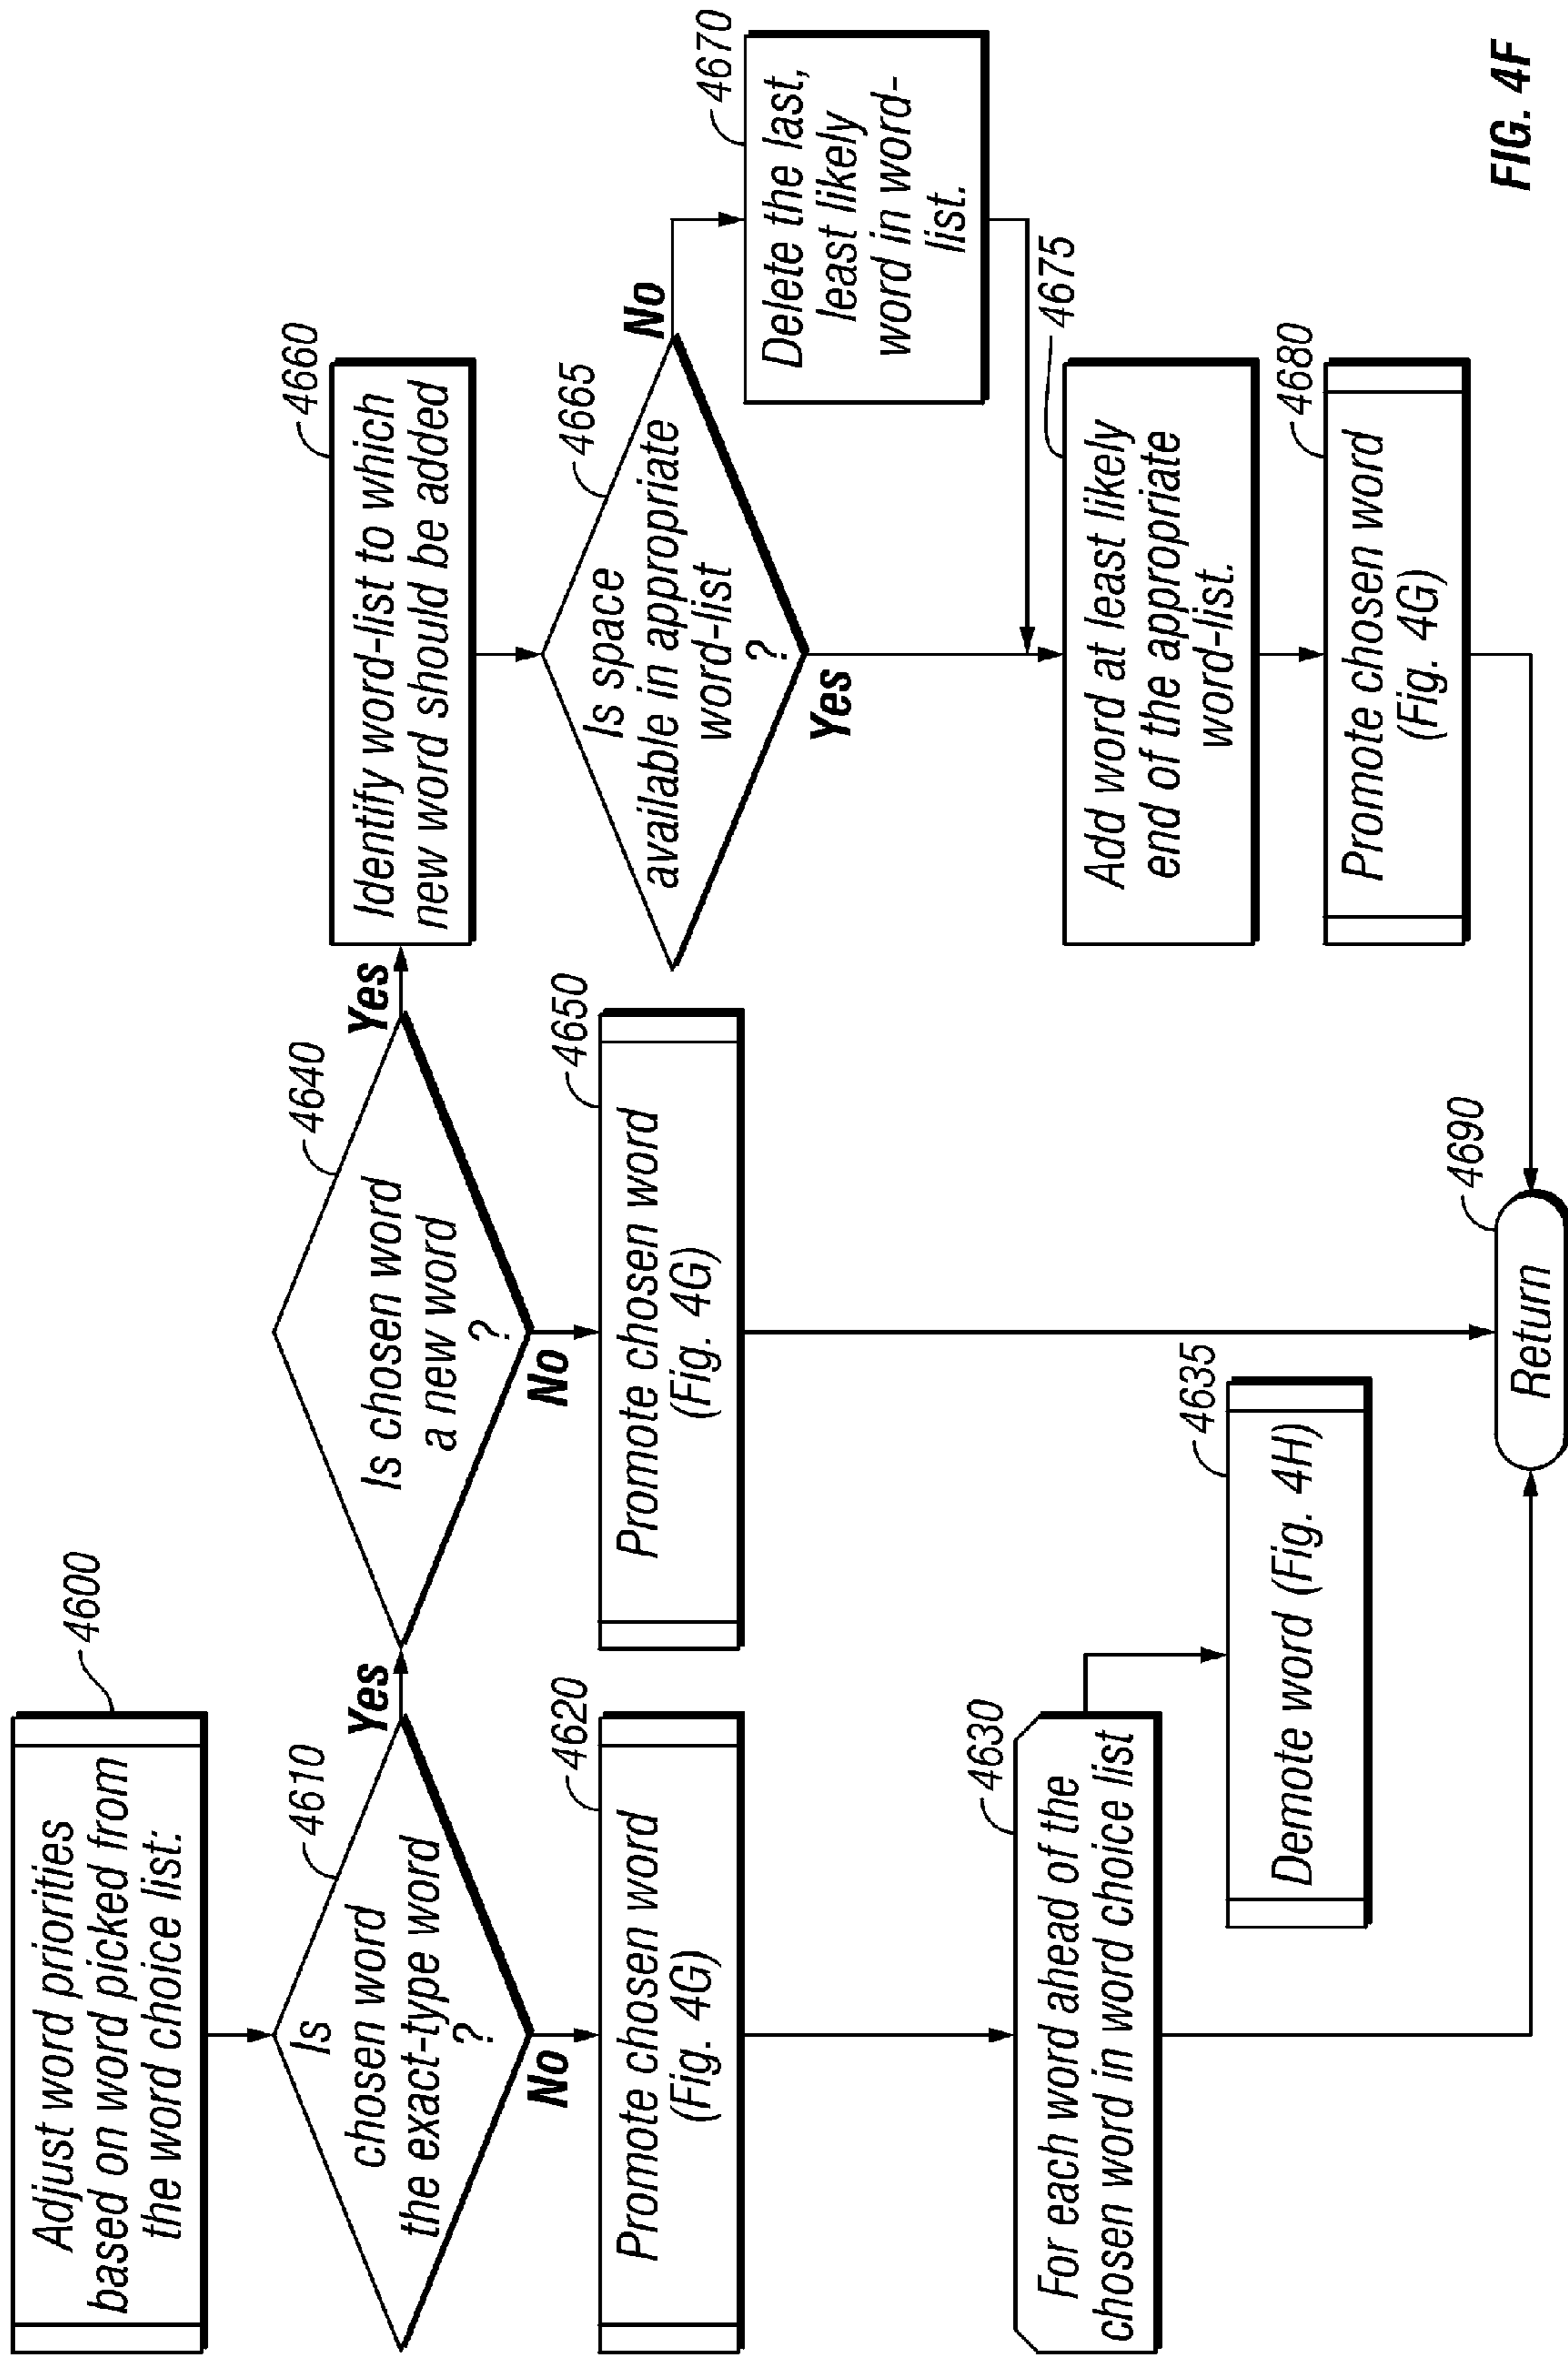 4600
Adjust word priorities
based on word picked from
the word choice list:
4610
Is
chosen word
the exact-type word
?
Yes
No
4620
Promote chosen word
(Fig. 4G)
4630
For each word ahead of the
chosen word in word choice list
4635
Demote word (Fig. 4H)
4640
Is chosen word
a new word
?
Yes
No
4650
Promote chosen word
(Fig. 4G)
4660
Identify word-list to which
new word should be added
4665
Is space
available in appropriate
word-list
?
No
Yes
4670
Delete the last,
least likely
word in word-
list.
4675
Add word at least likely
end of the appropriate
word-list.
4680
Promote chosen word
(Fig. 4G)
4690
Return
FIG. 4F